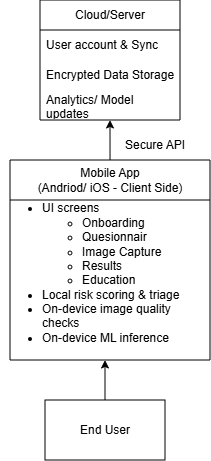 Cloud/Server
User account & Sync
Encrypted Data Storage
Analytics/ Model
updates
Secure API
Mobile App
(Andriod/ iOS - Client Side)
• UI screens
○ Onboarding
○ Quesionnair
○ Image Capture
○ Results
○ Education
• Local risk scoring & triage
• On-device image quality
checks
• On-device ML inference
End User